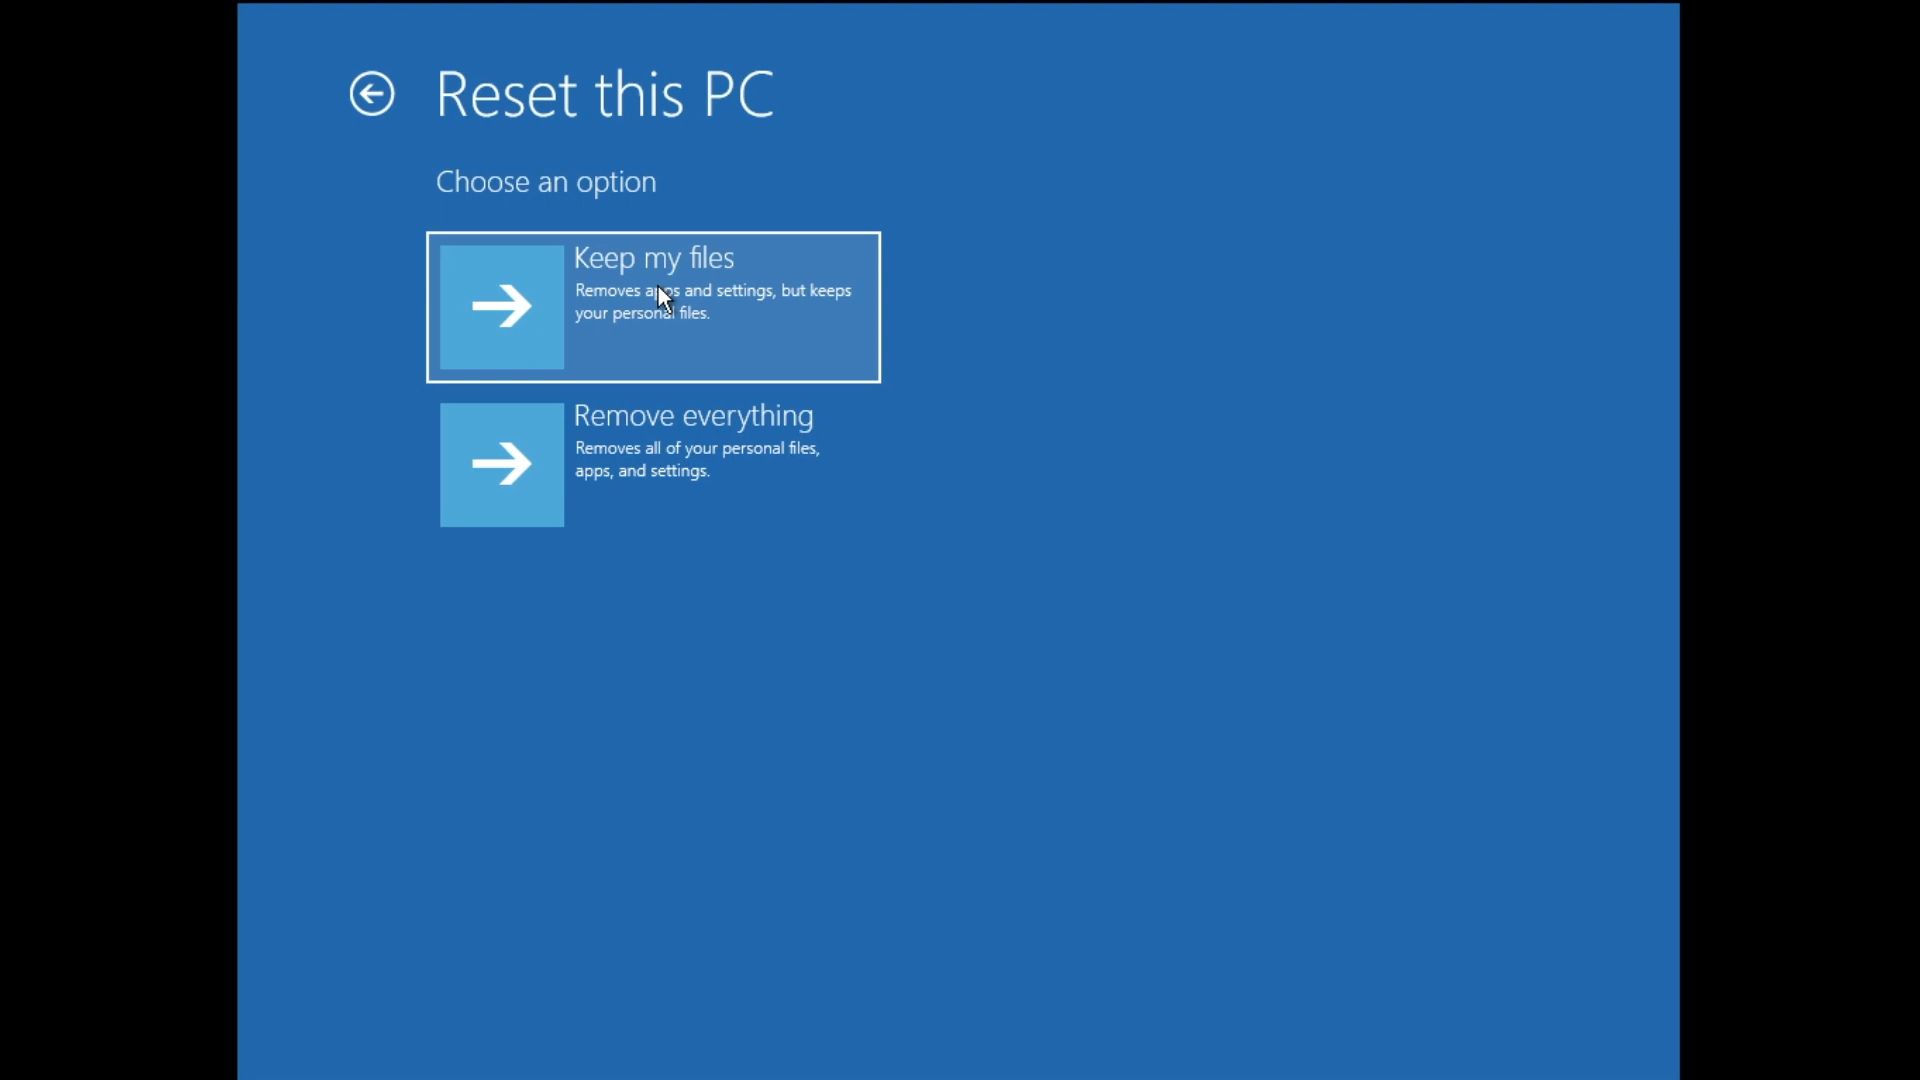 Reset this PC
Choose an option
Keep my files
Removes apps and settings, but keeps
your personal files.
Remove everything
Removes all of your personal files,
apps, and settings.